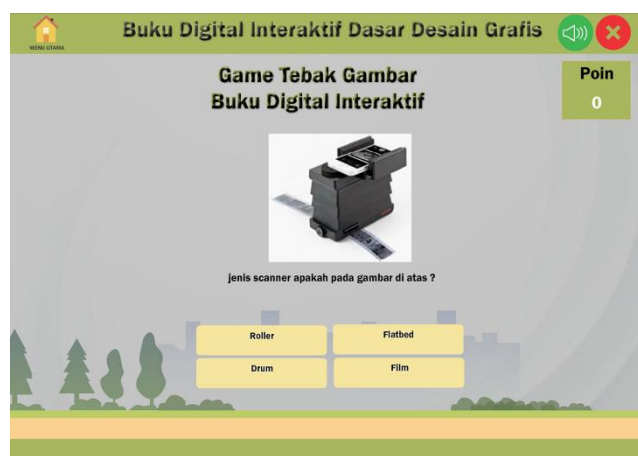 Buku Digital Interaktif Dasar Desain Grafis
MENU UTAMA
Game Tebak Gambar
Buku Digital Interaktif
Poin
0
jenis scanner apakah pada gambar di atas ?
Roller
Flatbed
Drum
Film